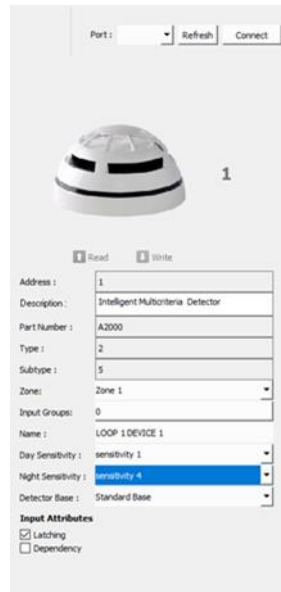 Port :
Refresh
Connect
1
Read
Write
Address : 1
Description : Intelligent Multicriteria Detector
Part Number : A2000
Type : 2
Subtype : 5
Zone: Zone 1
Input Groups: 0
Name : LOOP 1 DEVICE 1
Day Sensitivity : sensitivity 1
Night Sensitivity : sensitivity 4
Detector Base : Standard Base
Input Attributes
Latching
Dependency